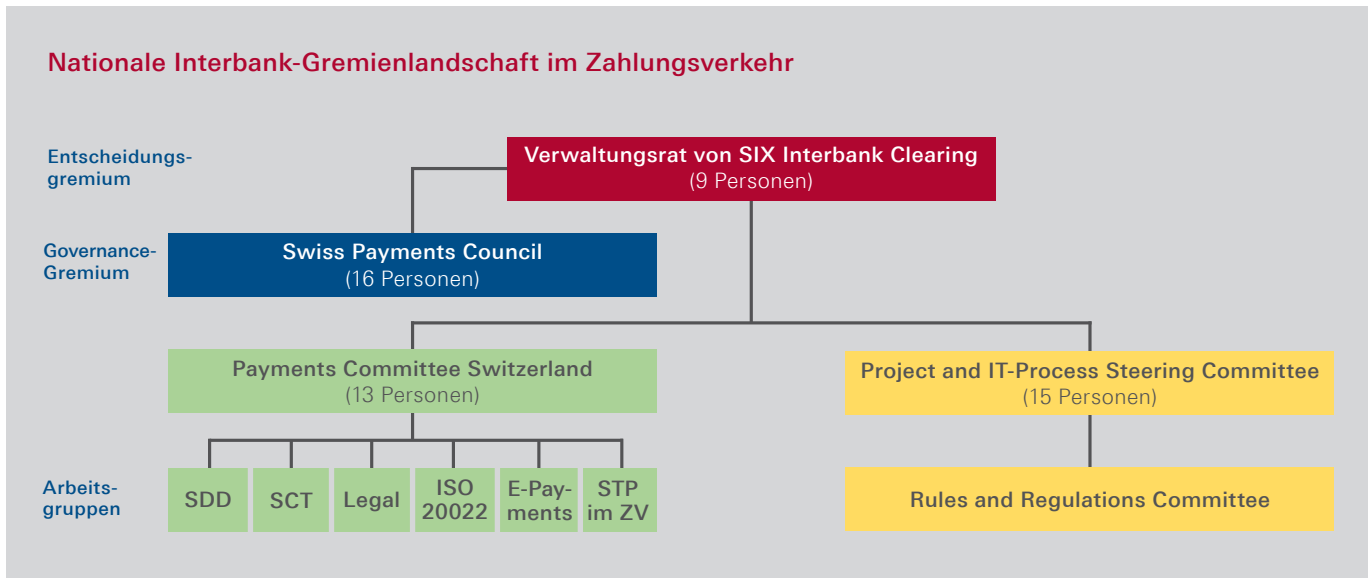 Nationale Interbank-Gremienlandschaft im Zahlungsverkehr
Entscheidungs-
gremium
Verwaltungsrat von SIX Interbank Clearing
(9 Personen)
Governance-
Gremium
Swiss Payments Council
(16 Personen)
Payments Committee Switzerland
(13 Personen)
Project and IT-Process Steering Committee
(15 Personen)
Arbeits-
gruppen
SDD
SCT
Legal
ISO
20022
E-Pay-
ments
STP
im ZV
Rules and Regulations Committee